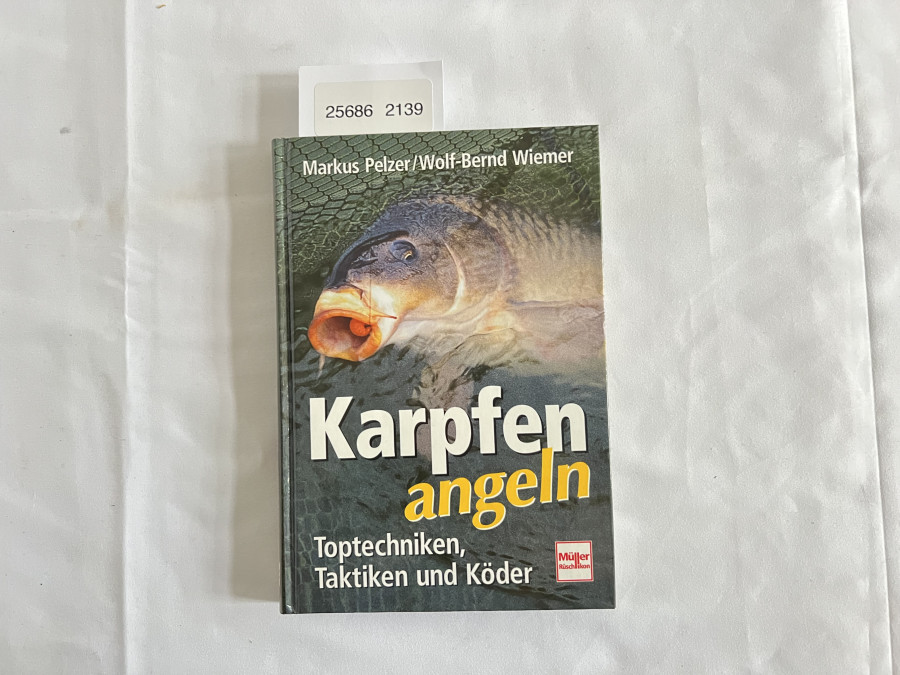 25686 2139
Markus Pelzer/Wolf-Bernd Wiemer
Karpfen
angeln
Toptechniken,
Taktiken und Köder
Müller
Rüschlikon